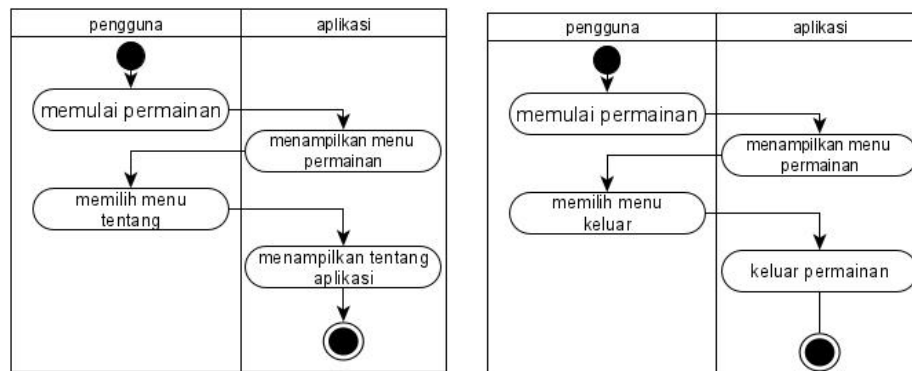 pengguna
aplikasi
memulai permainan
menampilkan menu
permainan
memilih menu
tentang
menampilkan tentang
aplikasi
pengguna
aplikasi
memulai permainan
menampilkan menu
permainan
memilih menu
keluar
keluar permainan